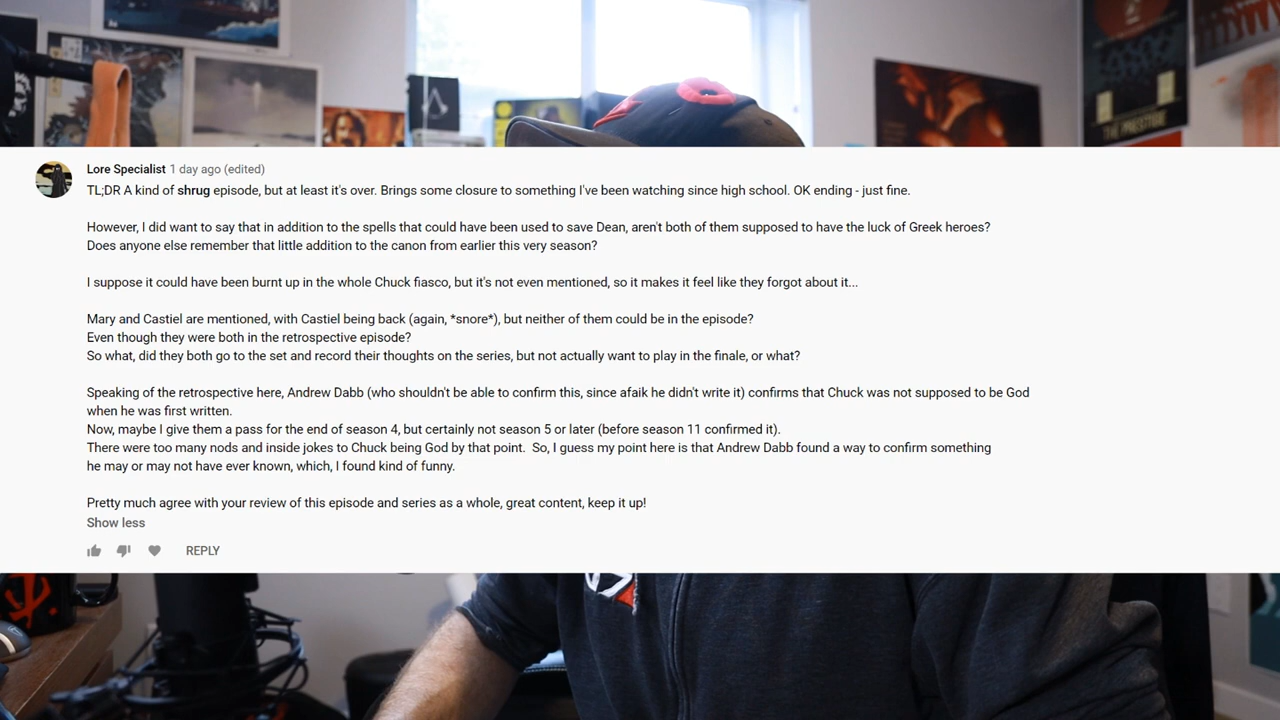 THE PRESTIGE
Lore Specialist 1 day ago (edited)
TL;DR A kind of shrug episode, but at least it's over. Brings some closure to something I've been watching since high school. OK ending - just fine.
However, I did want to say that in addition to the spells that could have been used to save Dean, aren't both of them supposed to have the luck of Greek heroes?
Does anyone else remember that little addition to the canon from earlier this very season?
I suppose it could have been burnt up in the whole Chuck fiasco, but it's not even mentioned, so it makes it feel like they forgot about it...
Mary and Castiel are mentioned, with Castiel being back (again, *snore*), but neither of them could be in the episode?
Even though they were both in the retrospective episode?
So what, did they both go to the set and record their thoughts on the series, but not actually want to play in the finale, or what?
Speaking of the retrospective here, Andrew Dabb (who shouldn't be able to confirm this, since afaik he didn't write it) confirms that Chuck was not supposed to be God
when he was first written.
Now, maybe I give them a pass for the end of season 4, but certainly not season 5 or later (before season 11 confirmed it).
There were too many nods and inside jokes to Chuck being God by that point.  So, I guess my point here is that Andrew Dabb found a way to confirm something
he may or may not have ever known, which, I found kind of funny.
Pretty much agree with your review of this episode and series as a whole, great content, keep it up!
Show less
REPLY